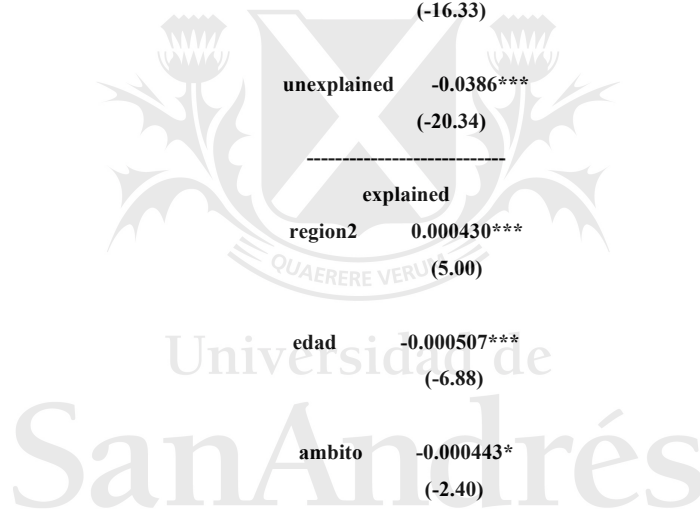 (-16.33)
unexplained -0.0386***
(-20.34)
----------------------------
explained
region2 0.000430***
QUAERERE VERUM
(5.00)
Universidad de
edad -0.000507***
(-6.88)
SanAndrés
ambito -0.000443*
(-2.40)